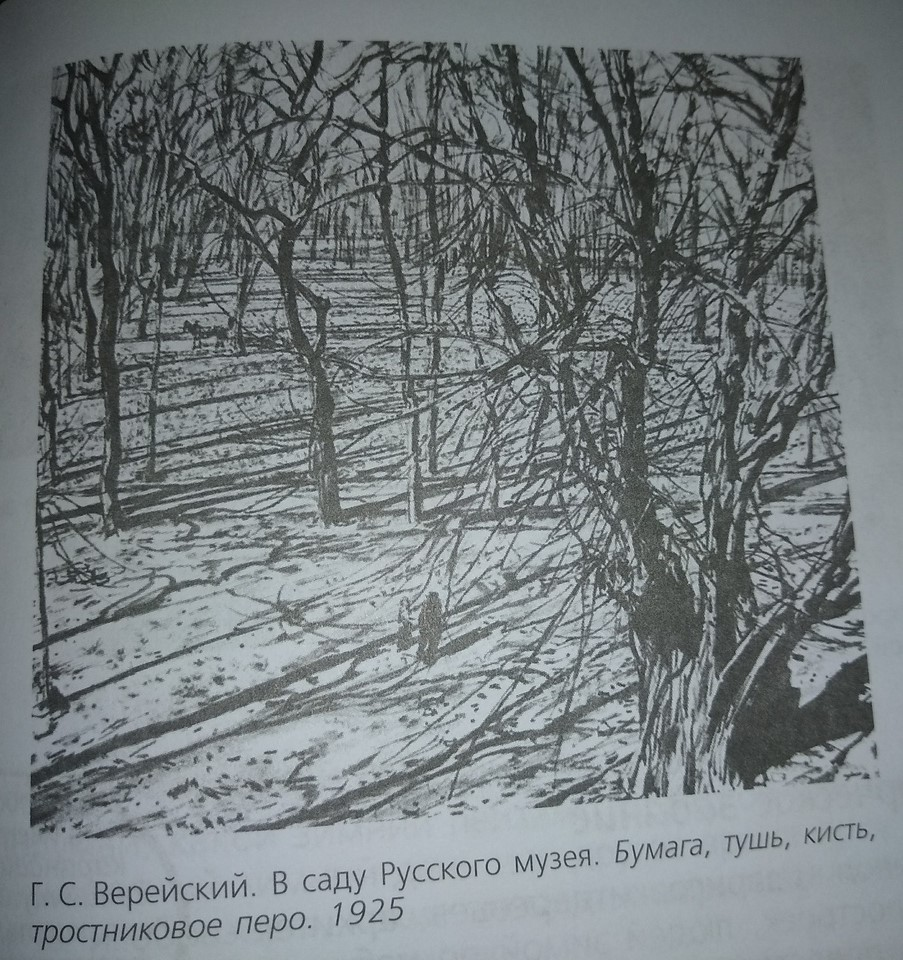 Г. С. Верейский. В саду Русского музея. Бумага, тушь, кисть,
тростниковое перо. 1925